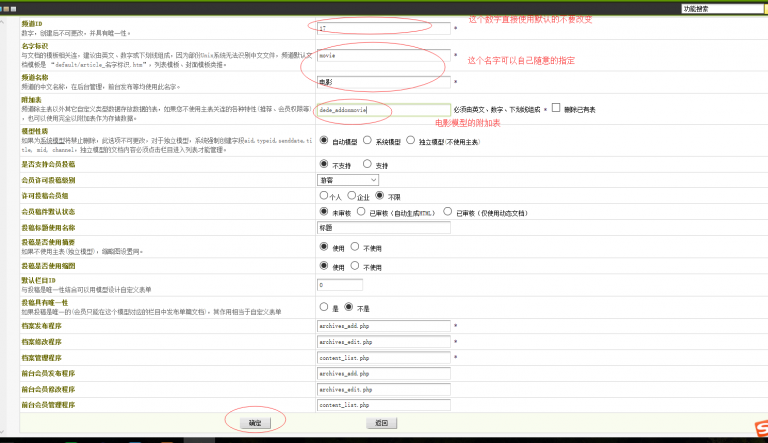 功能搜索
频道ID
数字，创建后不可更改，并具有唯一性。
17 *
这个数字直接使用默认的不要改变
名字标识
与文档的模板相关连，建议由英文、数字或下划线组成，因为部份Unix系统无法识别中文文件，频道默认文
档模板是 “default/article_名字标识.htm”，列表模板、封面模板类推。
movie *
这个名字可以自己随意的指定
频道名称
频道的中文名称，在后台管理，前台发布等均使用此名字。
电影 *
附加表
频道除主表以外其它自定义类型数据存放数据的表，如果您不使用主表关连的各种特性(推荐、会员权限等)
，也可以使用完全以附加表作为存储数据。
dede_addonmovie 必须由英文、数字、下划线组成 * 删除已有表
电影模型的附加表
模型性质
如果为系统模型将禁止删除，此选项不可更改，对于独立模型，系统强制创建字段aid,typeid,senddate,ti
tle, mid, channel，独立模型的文档内容必须点击栏目进入列表才能管理。
自动模型 系统模型 独立模型(不使用主表)
是否支持会员投稿
不支持 支持
会员许可投稿级别
游客
许可投稿会员组
个人 企业 不限
会员稿件默认状态
未审核 已审核（自动生成HTML） 已审核（仅使用动态文档）
投稿标题使用名称
标题
投稿是否使用摘要
如果不使用主表(独立模型)，缩略图设置同。
使用 不使用
投稿是否使用缩图
使用 不使用
默认栏目ID
与投稿是唯一性结合可以用模型设计自定义表单
0
投稿具有唯一性
如果投稿是唯一的(会员只能在这个模型对应的栏目中发布单篇文档)，其作用相当于自定义表单
是 不是
档案发布程序
archives_add.php *
档案修改程序
archives_edit.php *
档案管理程序
content_list.php *
前台会员发布程序
archives_add.php
前台会员修改程序
archives_edit.php
前台会员管理程序
content_list.php
确定 返回